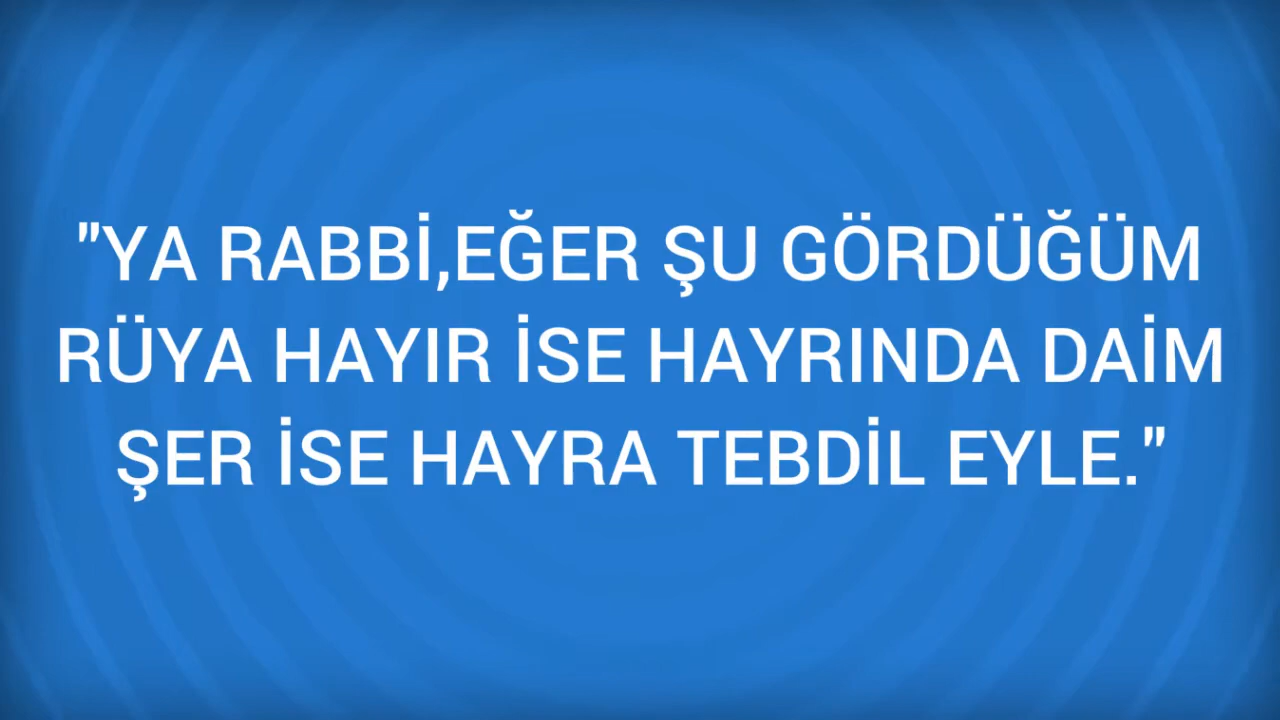 "YA RABBİ,EĞER ŞU GÖRDÜĞÜM
RÜYA HAYIR İSE HAYRINDA DAİM
ŞER İSE HAYRA TEBDİL EYLE."